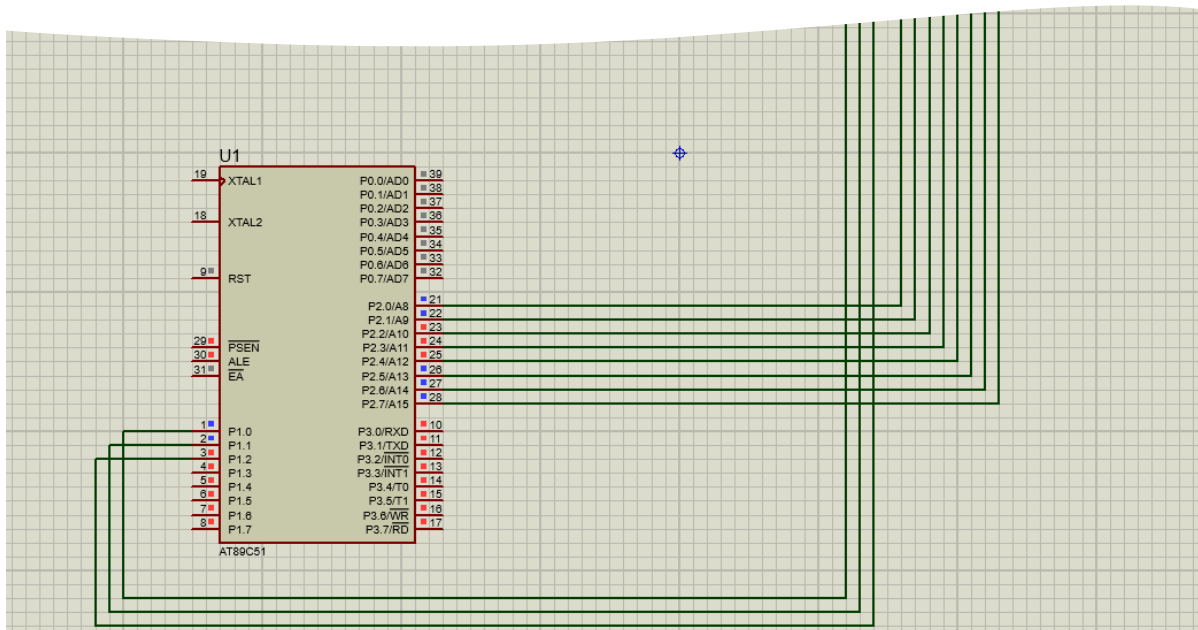 U1
19 XTAL1
18 XTAL2
9 RST
29 PSEN
30 ALE
31 EA
1 P1.0
2 P1.1
3 P1.2
4 P1.3
5 P1.4
6 P1.5
7 P1.6
8 P1.7
P0.0/AD0 39
P0.1/AD1 38
P0.2/AD2 37
P0.3/AD3 36
P0.4/AD4 35
P0.5/AD5 34
P0.6/AD6 33
P0.7/AD7 32
P2.0/A8 21
P2.1/A9 22
P2.2/A10 23
P2.3/A11 24
P2.4/A12 25
P2.5/A13 26
P2.6/A14 27
P2.7/A15 28
P3.0/RXD 10
P3.1/TXD 11
P3.2/INT0 12
P3.3/INT1 13
P3.4/T0 14
P3.5/T1 15
P3.6/WR 16
P3.7/RD 17
AT89C51